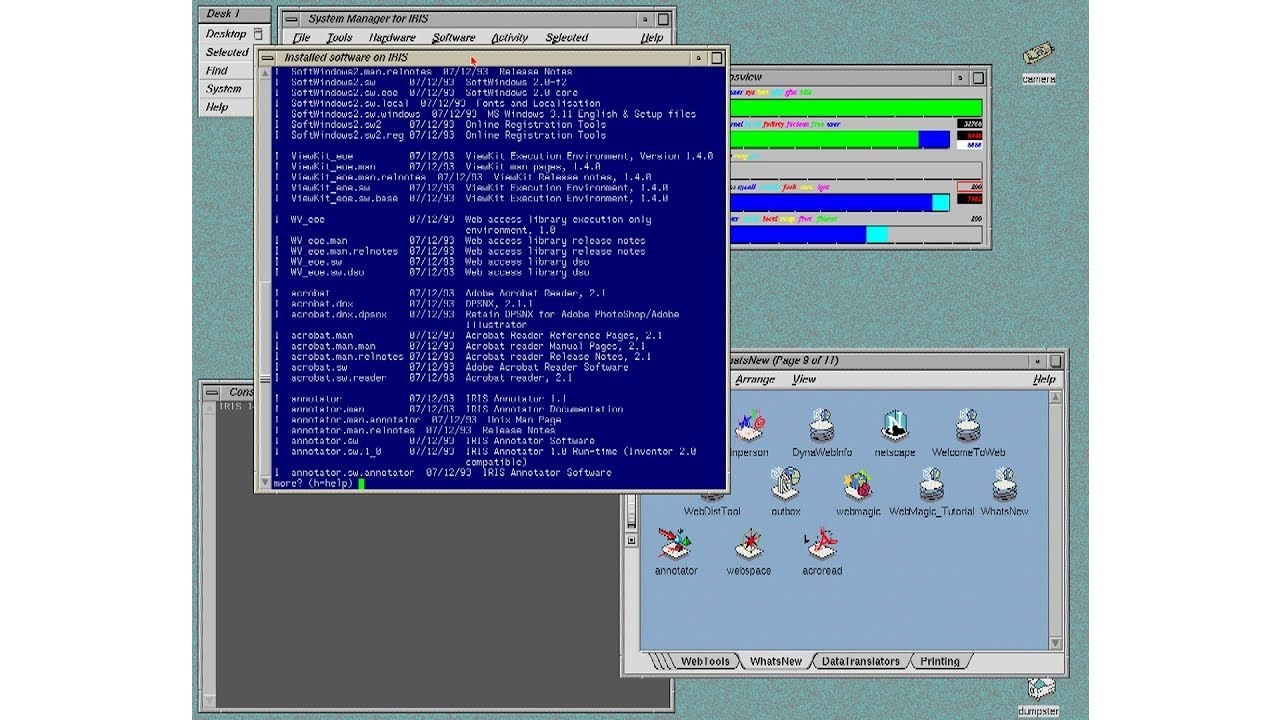 Desk 1
Desktop
Selected
Find
System
Help
System Manager for IRIS
File Tools Hardware Software Activity Selected Help
Installed software on IRIS
I SoftWindows2.man.relnotes 07/12/93 Release Notes
I SoftWindows2.sw 07/12/93 SoftWindows 2.0-f2
I SoftWindows2.sw.eoe 07/12/93 SoftWindows 2.0 core
I SoftWindows2.sw.local 07/12/93 Fonts and Localisation
I SoftWindows2.sw.windows 07/12/93 MS Windows 3.11 English & Setup files
I SoftWindows2.sw2 07/12/93 Online Registration Tools
I SoftWindows2.sw2.reg 07/12/93 Online Registration Tools
I ViewKit_eoe 07/12/93 ViewKit Execution Environment, Version 1.4.0
I ViewKit_eoe.man 07/12/93 ViewKit man pages, 1.4.0
I ViewKit_eoe.man.relnotes 07/12/93 ViewKit Release notes, 1.4.0
I ViewKit_eoe.sw 07/12/93 ViewKit Execution Environment, 1.4.0
I ViewKit_eoe.sw.base 07/12/93 ViewKit Execution Environment, 1.4.0
I WV_eoe 07/12/93 Web access library execution only
environment, 1.0
I WV_eoe.man 07/12/93 Web access library release notes
I WV_eoe.man.relnotes 07/12/93 Web access library release notes
I WV_eoe.sw 07/12/93 Web access library dso
I WV_eoe.sw.dso 07/12/93 Web access library dso
I acrobat 07/12/93 Adobe Acrobat Reader, 2.1
I acrobat.dnx 07/12/93 DPSNX, 2.1.1
I acrobat.dnx.dpsnx 07/12/93 Retain DPSNX for Adobe PhotoShop/Adobe
Illustrator
I acrobat.man 07/12/93 Acrobat Reader Reference Pages, 2.1
I acrobat.man.man 07/12/93 Acrobat Reader Manual Pages, 2.1
I acrobat.man.relnotes 07/12/93 Acrobat reader Release Notes, 2.1
I acrobat.sw 07/12/93 Adobe Acrobat Reader Software
I acrobat.sw.reader 07/12/93 Acrobat reader, 2.1
I annotator 07/12/93 IRIS Annotator 1.1
I annotator.man 07/12/93 IRIS Annotator Documentation
I annotator.man.annotator 07/12/93 Unix Man Page
I annotator.man.relnotes 07/12/93 Release Notes
I annotator.sw 07/12/93 IRIS Annotator Software
I annotator.sw.1_0 07/12/93 IRIS Annotator 1.0 Run-time (Inventor 2.0
compatible)
I annotator.sw.annotator 07/12/93 IRIS Annotator Software
more? (h=help)
camera
osview
32768
200
200
Cons
IRIS 1
hatsNew (Page 9 of 11)
Arrange View Help
inperson DynaWebInfo netscape WelcomeToWeb
WebDistTool outbox webmagic WebMagic_Tutorial WhatsNew
annotator webspace acroread
WebTools WhatsNew DataTranslators Printing
dumpster